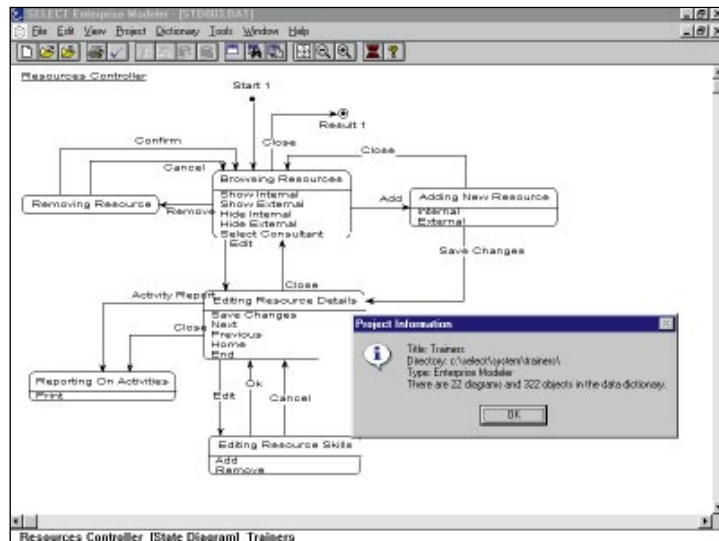 SELECT Enterprise Modeler - [STD003.DAT]
File Edit View Project Dictionary Tools Window Help
Resources Controller
Start 1
Result 1
Confirm
Close
Close
Cancel
Browsing Resources
Show Internal
Show External
Hide Internal
Hide External
Select Consultant
Removing Resource
Remove
Add
Adding New Resource
Internal
External
Edit
Save Changes
Close
Activity Report
Editing Resource Details
Save Changes
Next
Previous
Home
End
Close
Reporting On Activities
Print
Edit
Ok
Cancel
Editing Resource Skills
Add
Remove
Project Information
Title: Trainers
Directory: c:\select\system\trainers\
Type: Enterprise Modeler
There are 22 diagrams and 322 objects in the data dictionary.
OK
Resources Controller [State Diagram] Trainers